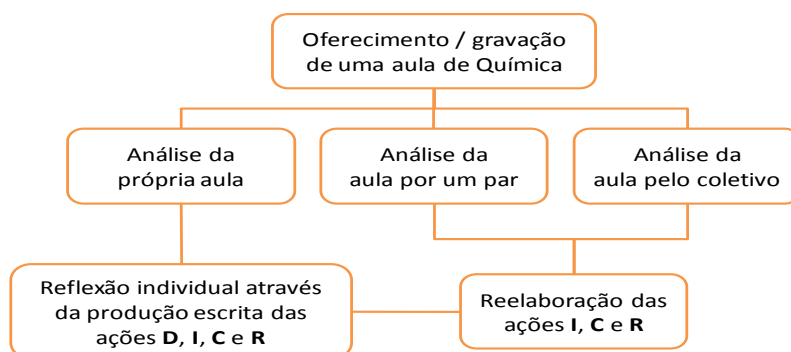 Oferecimento / gravação
de uma aula de Química
Análise da
própria aula
Análise da
aula por um par
Análise da
aula pelo coletivo
Reflexão individual através
da produção escrita das
ações D, I, C e R
Reelaboração das
ações I, C e R